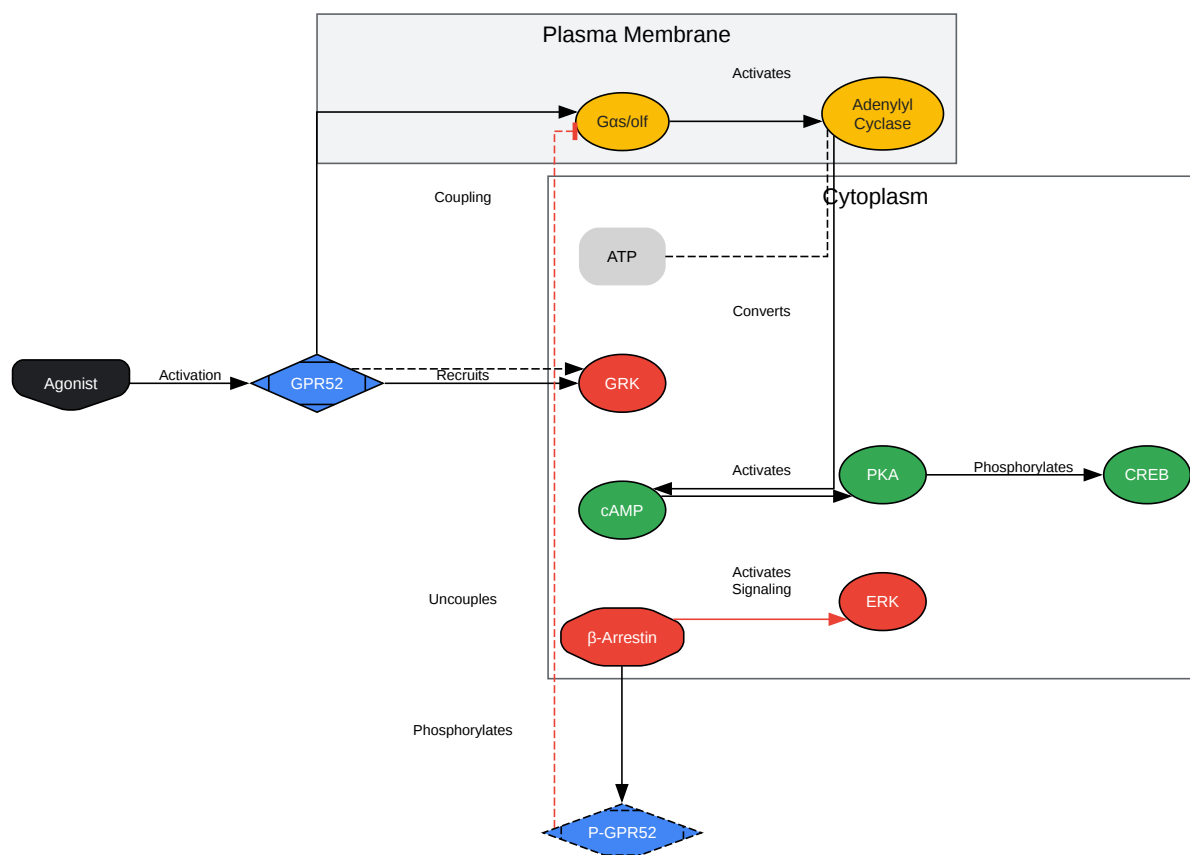 Plasma Membrane
Activates
Gαs/olf
Adenylyl
Cyclase
Coupling
Cytoplasm
ATP
Converts
Agonist
Activation
GPR52
Recruits
GRK
Activates
PKA
Phosphorylates
CREB
cAMP
Uncouples
Activates
Signaling
ERK
β-Arrestin
Phosphorylates
P-GPR52